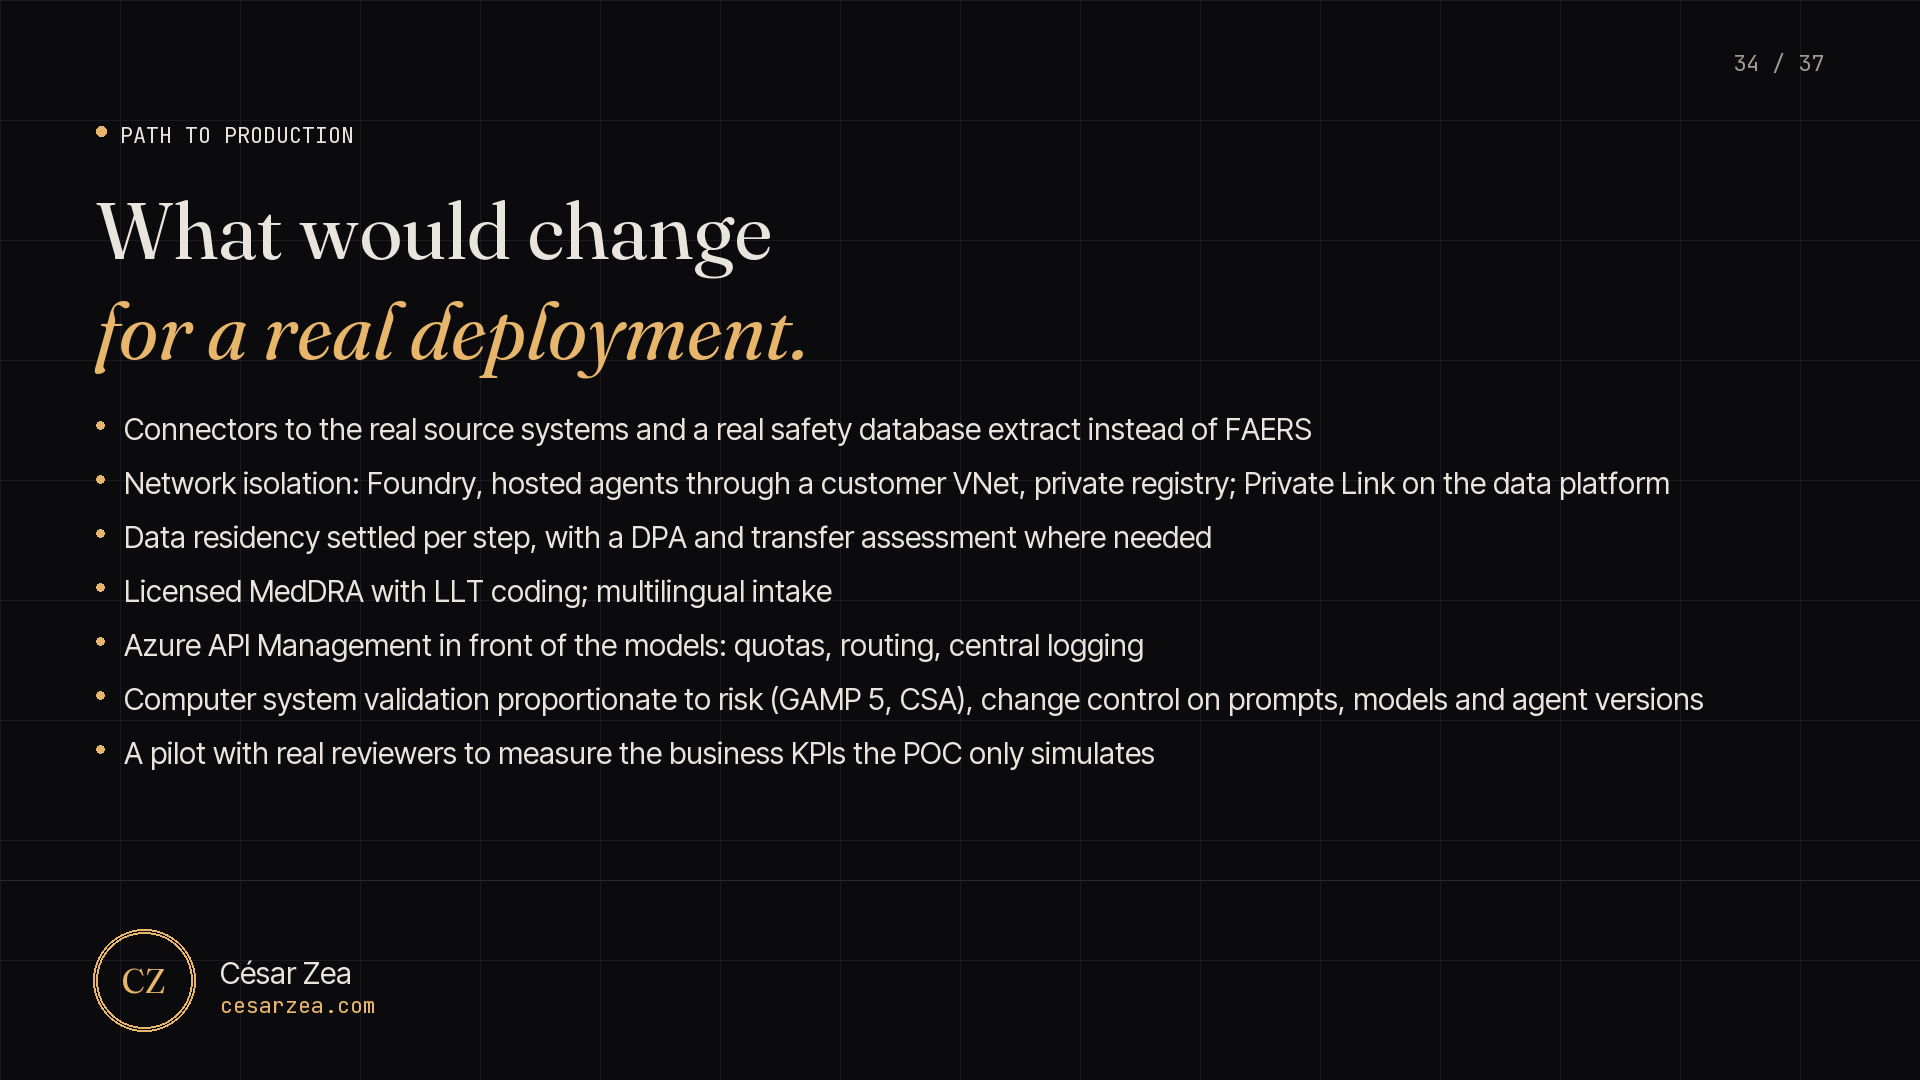 34 / 37
PATH TO PRODUCTION
What would change
for a real deployment.
Connectors to the real source systems and a real safety database extract instead of FAERS
Network isolation: Foundry, hosted agents through a customer VNet, private registry; Private Link on the data platform
Data residency settled per step, with a DPA and transfer assessment where needed
Licensed MedDRA with LLT coding; multilingual intake
Azure API Management in front of the models: quotas, routing, central logging
Computer system validation proportionate to risk (GAMP 5, CSA), change control on prompts, models and agent versions
A pilot with real reviewers to measure the business KPIs the POC only simulates
CZ
César Zea
cesarzea.com